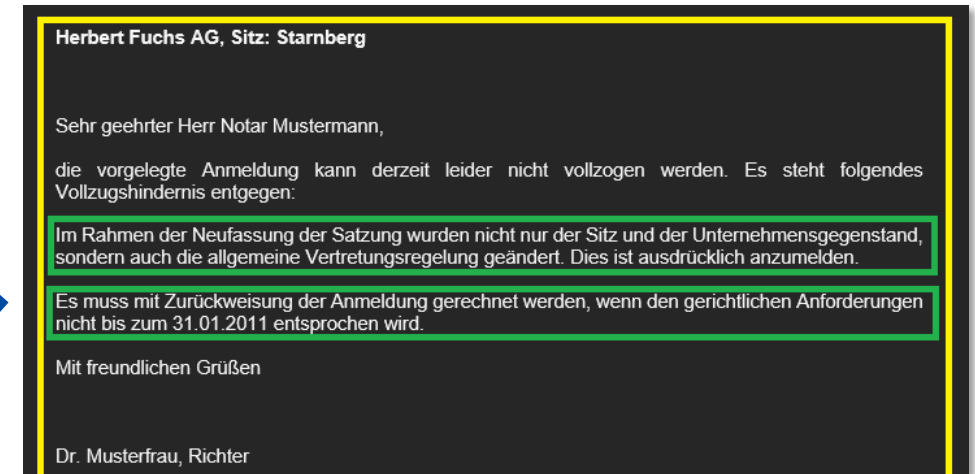 Herbert Fuchs AG, Sitz: Starnberg
Sehr geehrter Herr Notar Mustermann,
die vorgelegte Anmeldung kann derzeit leider nicht vollzogen werden. Es steht folgendes
Vollzugshindernis entgegen:
Im Rahmen der Neufassung der Satzung wurden nicht nur der Sitz und der Unternehmensgegenstand,
sondern auch die allgemeine Vertretungsregelung geändert. Dies ist ausdrücklich anzumelden.
Es muss mit Zurückweisung der Anmeldung gerechnet werden, wenn den gerichtlichen Anforderungen
nicht bis zum 31.01.2011 entsprochen wird.
Mit freundlichen Grüßen
Dr. Musterfrau, Richter